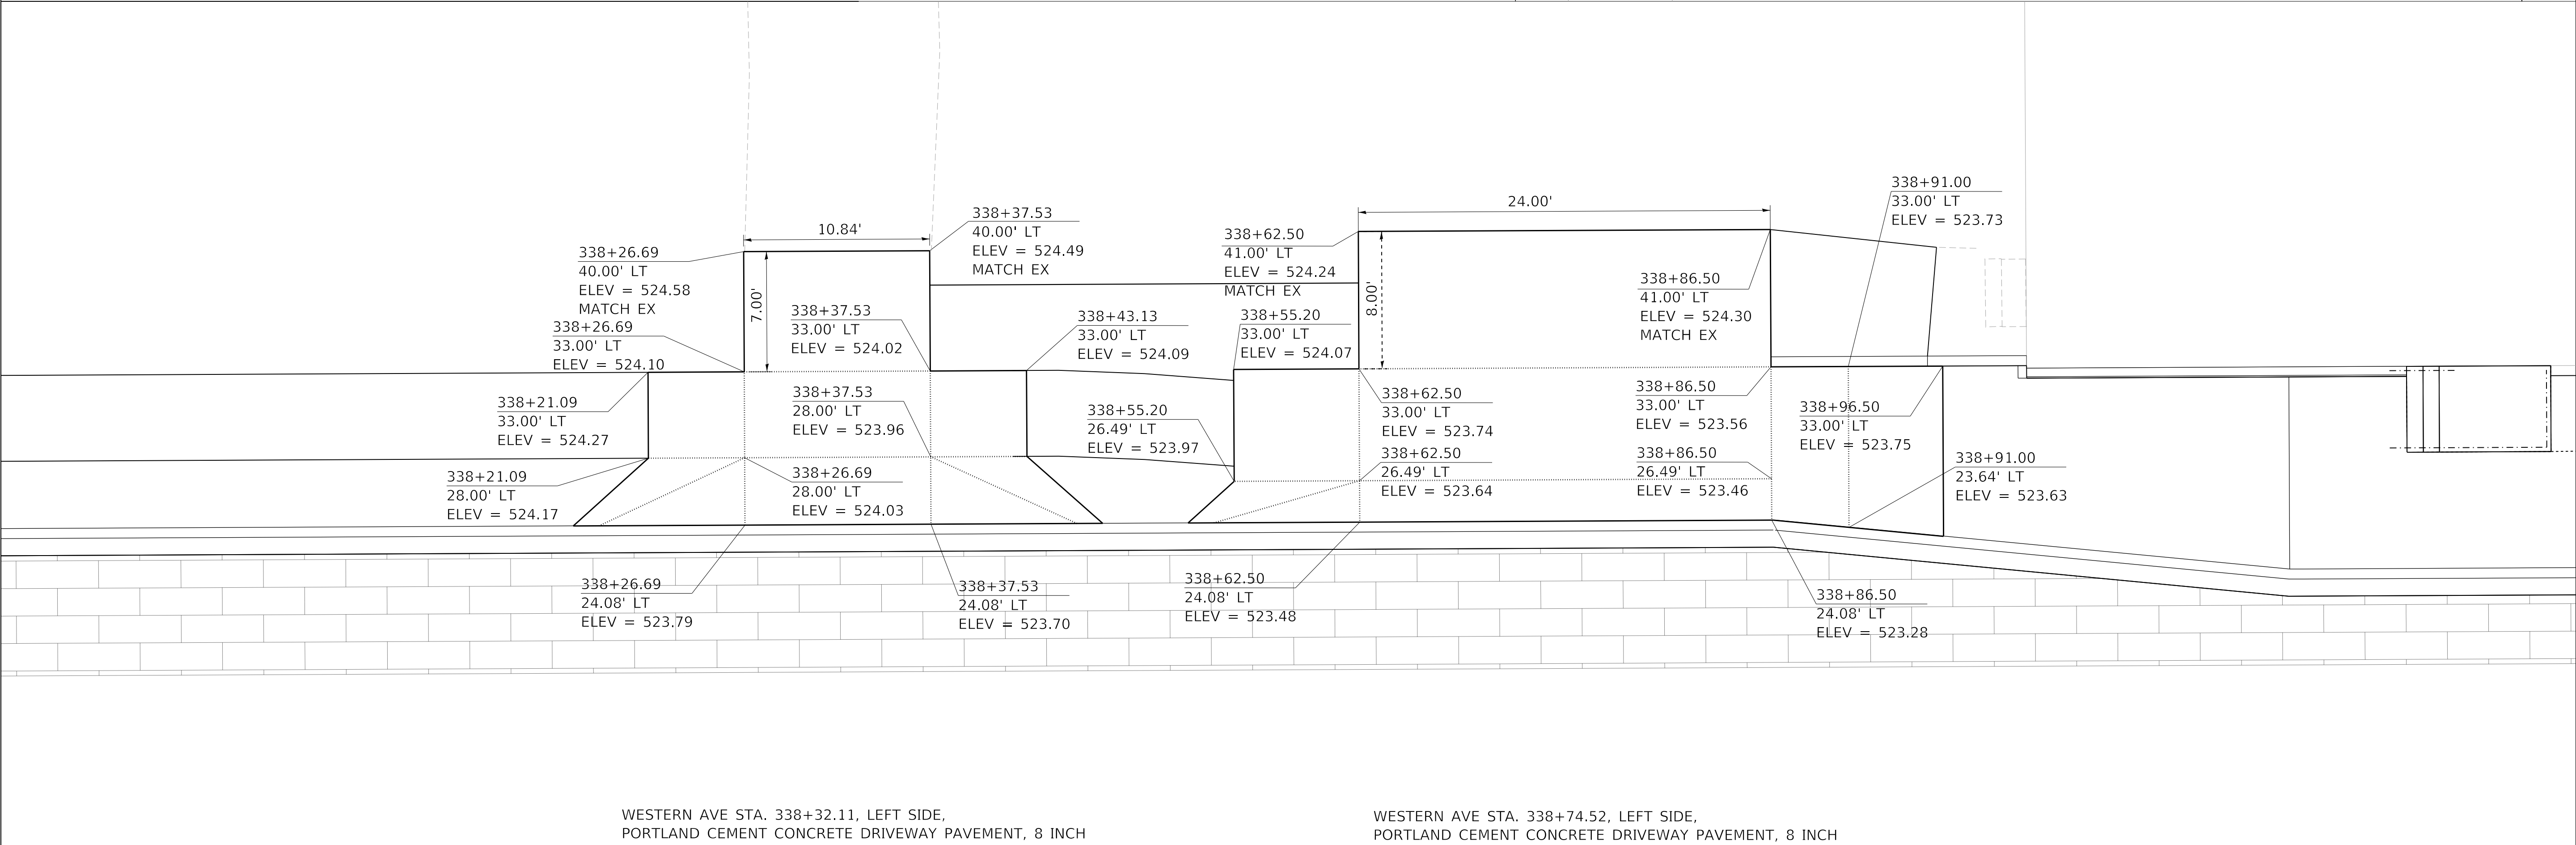 338+26.69
40.00' LT
ELEV = 524.58
MATCH EX
338+26.69
33.00' LT
ELEV = 524.10
338+21.09
33.00' LT
ELEV = 524.27
338+21.09
28.00' LT
ELEV = 524.17
10.84'
7.00'
338+37.53
40.00' LT
ELEV = 524.49
MATCH EX
338+37.53
33.00' LT
ELEV = 524.02
338+37.53
28.00' LT
ELEV = 523.96
338+26.69
28.00' LT
ELEV = 524.03
338+26.69
24.08' LT
ELEV = 523.79
338+37.53
24.08' LT
ELEV = 523.70
338+43.13
33.00' LT
ELEV = 524.09
338+62.50
41.00' LT
ELEV = 524.24
MATCH EX
338+55.20
33.00' LT
ELEV = 524.07
338+55.20
26.49' LT
ELEV = 523.97
338+62.50
24.08' LT
ELEV = 523.48
24.00'
8.00'
338+62.50
33.00' LT
ELEV = 523.74
338+62.50
26.49' LT
ELEV = 523.64
338+86.50
41.00' LT
ELEV = 524.30
MATCH EX
338+86.50
33.00' LT
ELEV = 523.56
338+86.50
26.49' LT
ELEV = 523.46
338+91.00
33.00' LT
ELEV = 523.73
338+96.50
33.00' LT
ELEV = 523.75
338+91.00
23.64' LT
ELEV = 523.63
338+86.50
24.08' LT
ELEV = 523.28
WESTERN AVE STA. 338+32.11, LEFT SIDE,
PORTLAND CEMENT CONCRETE DRIVEWAY PAVEMENT, 8 INCH
WESTERN AVE STA. 338+74.52, LEFT SIDE,
PORTLAND CEMENT CONCRETE DRIVEWAY PAVEMENT, 8 INCH